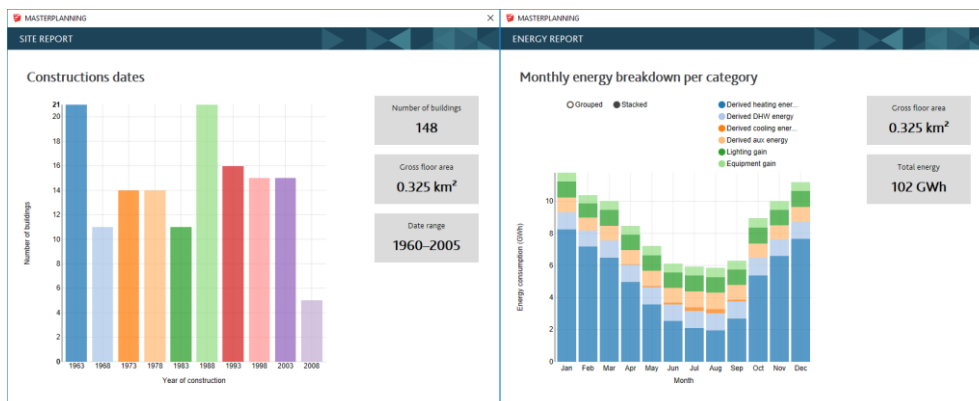 MASTERPLANNING
SITE REPORT
Constructions dates
Number of buildings
148
Gross floor area
0.325 km²
Date range
1960–2005
Number of buildings
21
20
18
16
14
12
10
8
6
4
2
0
1963 1968 1973 1978 1983 1988 1993 1998 2003 2008
Year of construction
MASTERPLANNING
ENERGY REPORT
Monthly energy breakdown per category
Grouped Stacked
Derived heating ener...
Derived DHW energy
Derived cooling ener...
Derived aux energy
Lighting gain
Equipment gain
Gross floor area
0.325 km²
Total energy
102 GWh
Energy consumption (GWh)
10
8
6
4
2
0
Jan Feb Mar Apr May Jun Jul Aug Sep Oct Nov Dec
Month